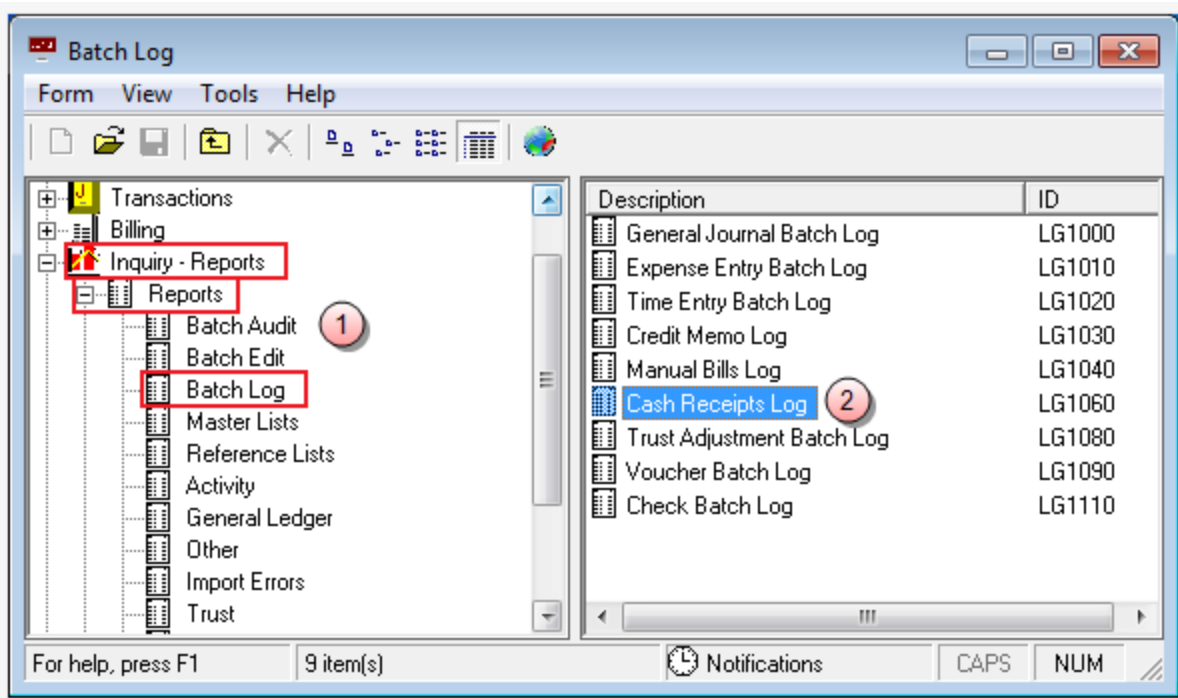 Batch Log
Form View Tools Help
Transactions
Billing
Inquiry - Reports
Reports
Batch Audit 1
Batch Edit
Batch Log
Master Lists
Reference Lists
Activity
General Ledger
Other
Import Errors
Trust
Description ID
General Journal Batch Log LG1000
Expense Entry Batch Log LG1010
Time Entry Batch Log LG1020
Credit Memo Log LG1030
Manual Bills Log LG1040
Cash Receipts Log 2 LG1060
Trust Adjustment Batch Log LG1080
Voucher Batch Log LG1090
Check Batch Log LG1110
For help, press F1 9 item(s) Notifications CAPS NUM